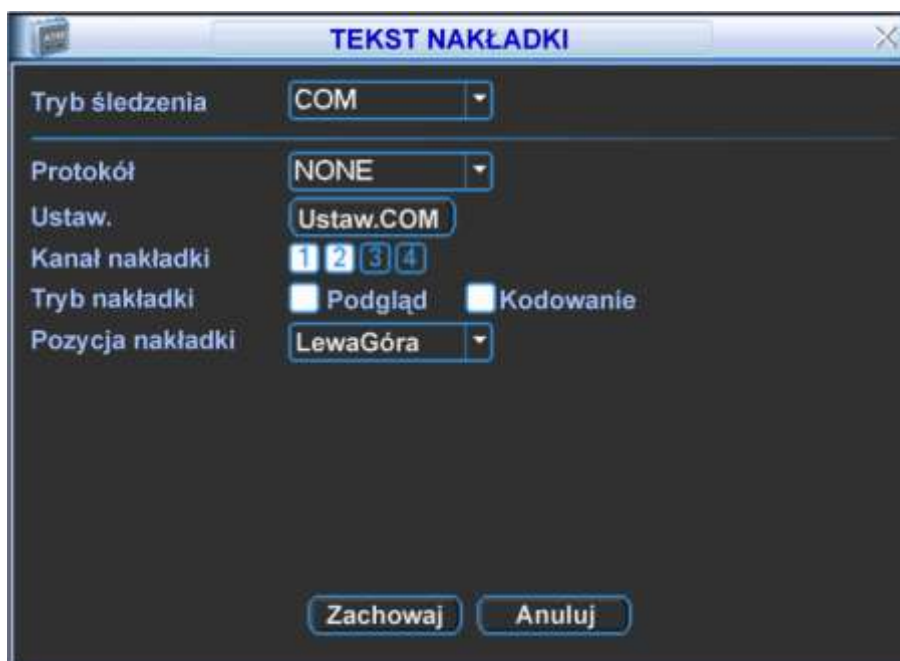 TEKST NAKŁADKI
Tryb śledzenia COM
Protokół NONE
Ustaw. Ustaw.COM
Kanał nakładki 1 2 3 4
Tryb nakładki Podgląd Kodowanie
Pozycja nakładki LewaGóra
Zachowaj Anuluj